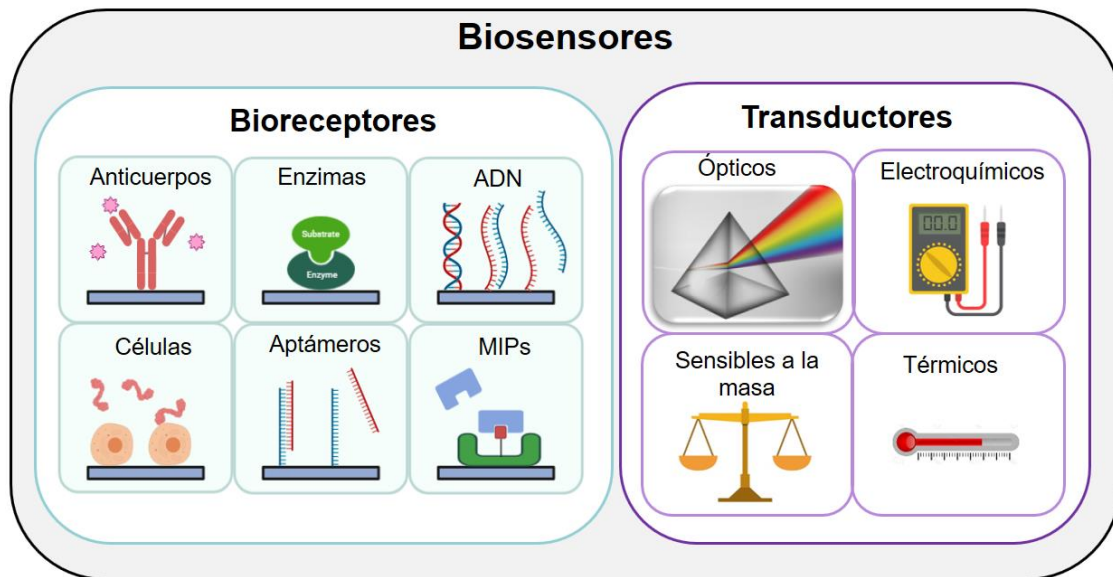 Biosensores
Bioreceptores
Anticuerpos
Enzimas
Substrate
Enzyme
ADN
Células
Aptámeros
MIPs
Transductores
Ópticos
Electroquímicos
00.0
Sensibles a la
masa
Térmicos